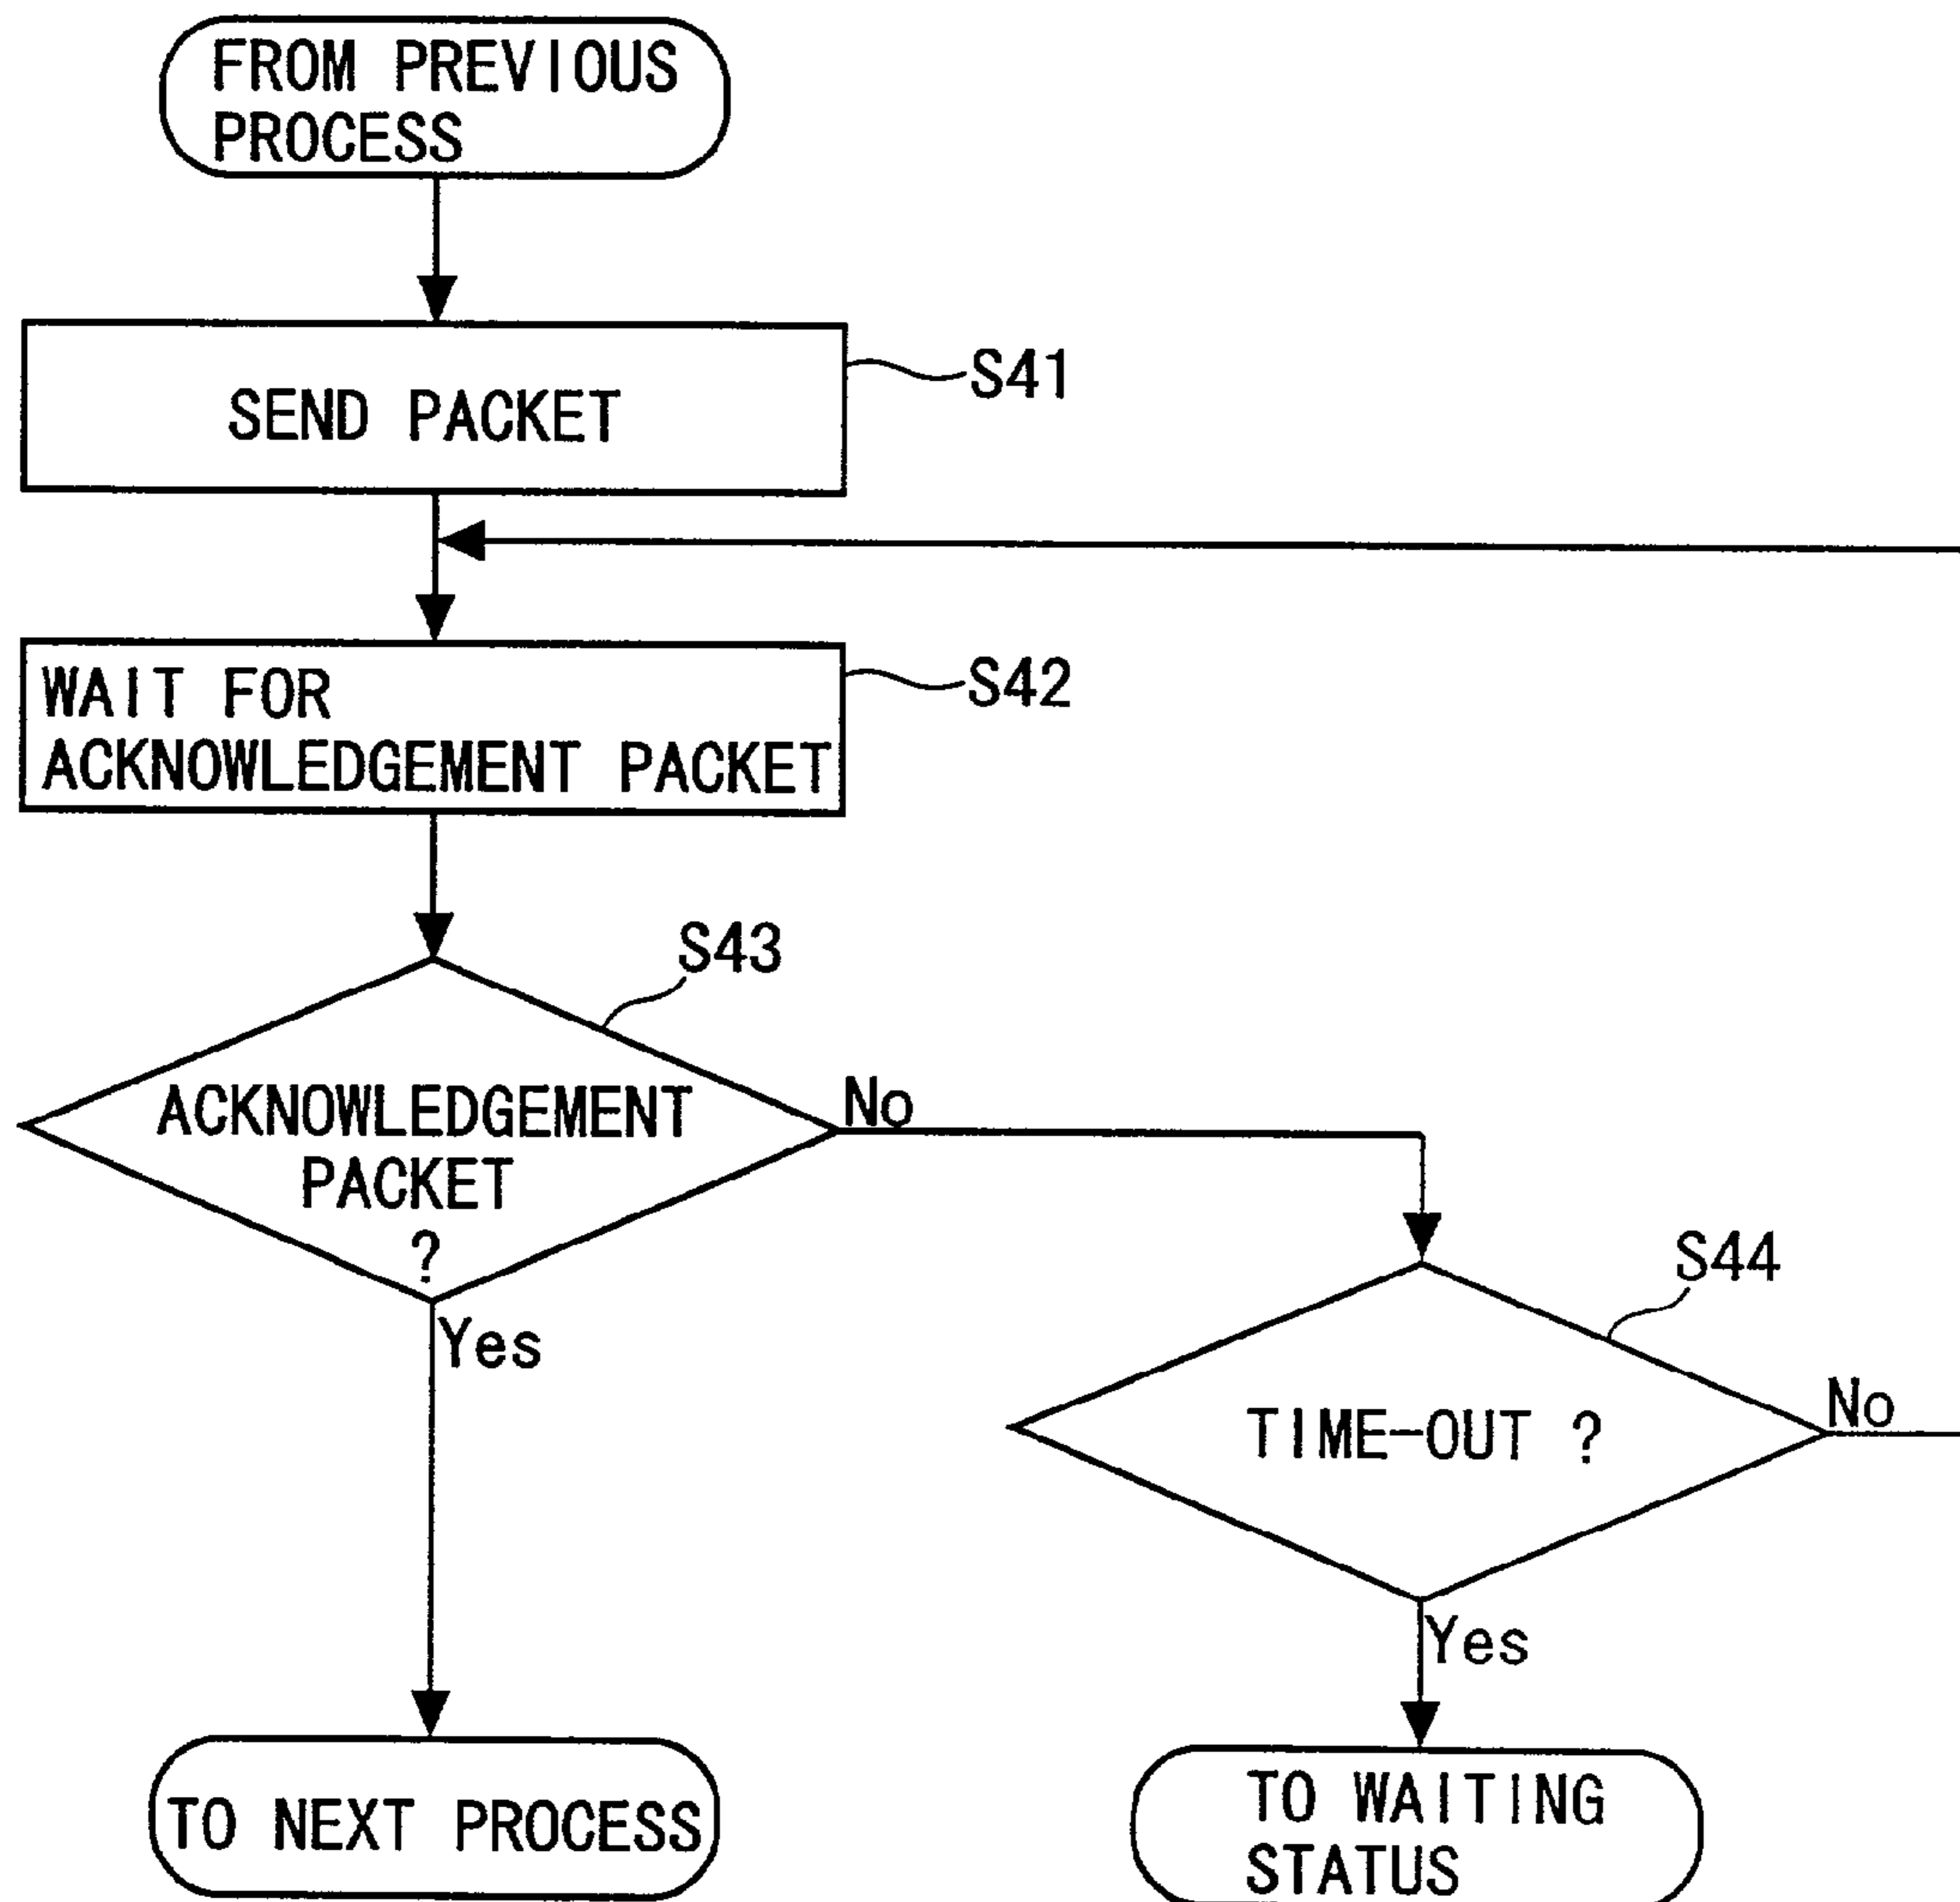 FROM PREVIOUS
PROCESS
SEND PACKET
S41
WAIT FOR
ACKNOWLEDGEMENT PACKET
S42
S43
ACKNOWLEDGEMENT
PACKET
?
No
Yes
S44
TIME-OUT ?
No
Yes
TO NEXT PROCESS
TO WAITING
STATUS